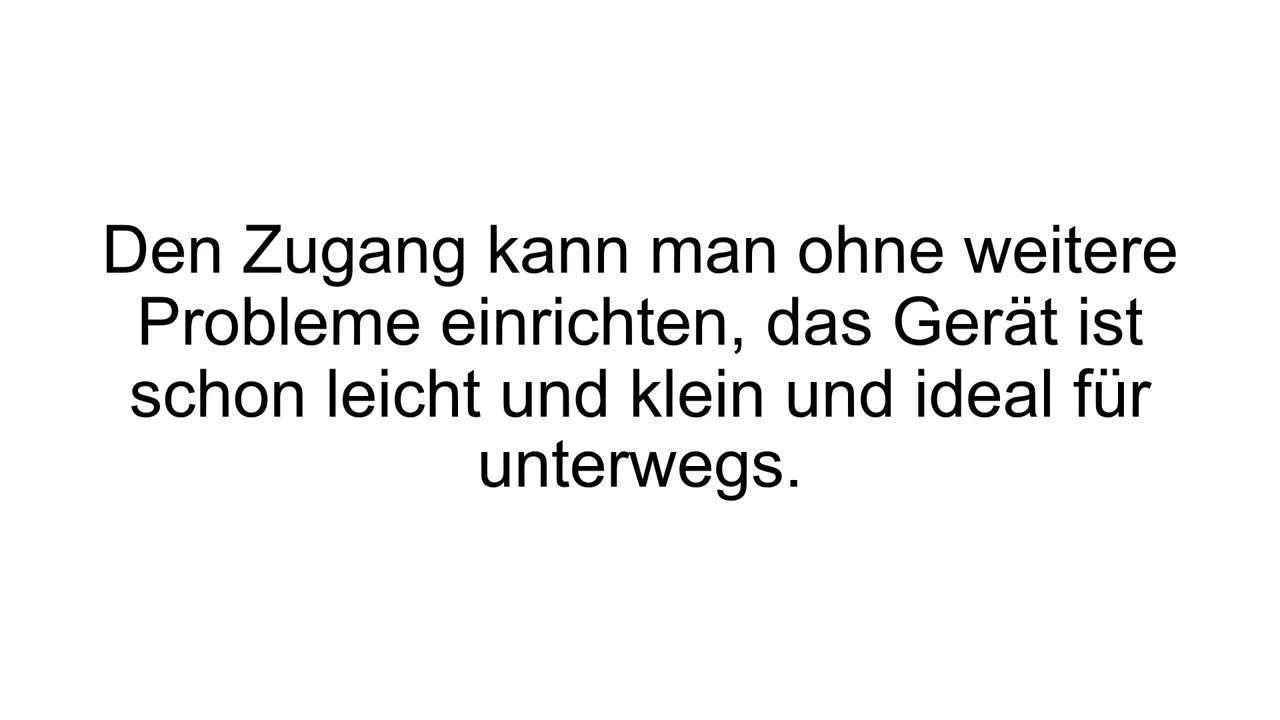 Den Zugang kann man ohne weitere
Probleme einrichten, das Gerät ist
schon leicht und klein und ideal für
unterwegs.